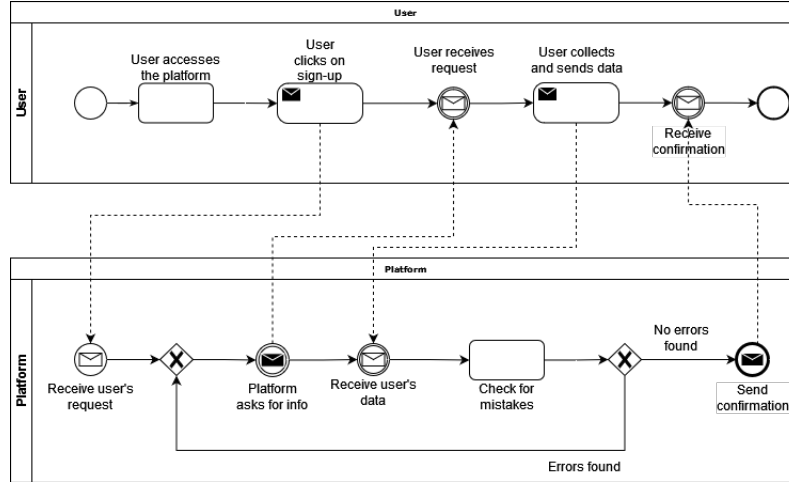 User
User
User accesses
the platform
User
clicks on
sign-up
User receives
request
User collects
and sends data
Receive
confirmation
Platform
Platform
Receive user's
request
Platform
asks for info
Receive user's
data
Check for
mistakes
No errors
found
Send
confirmation
Errors found